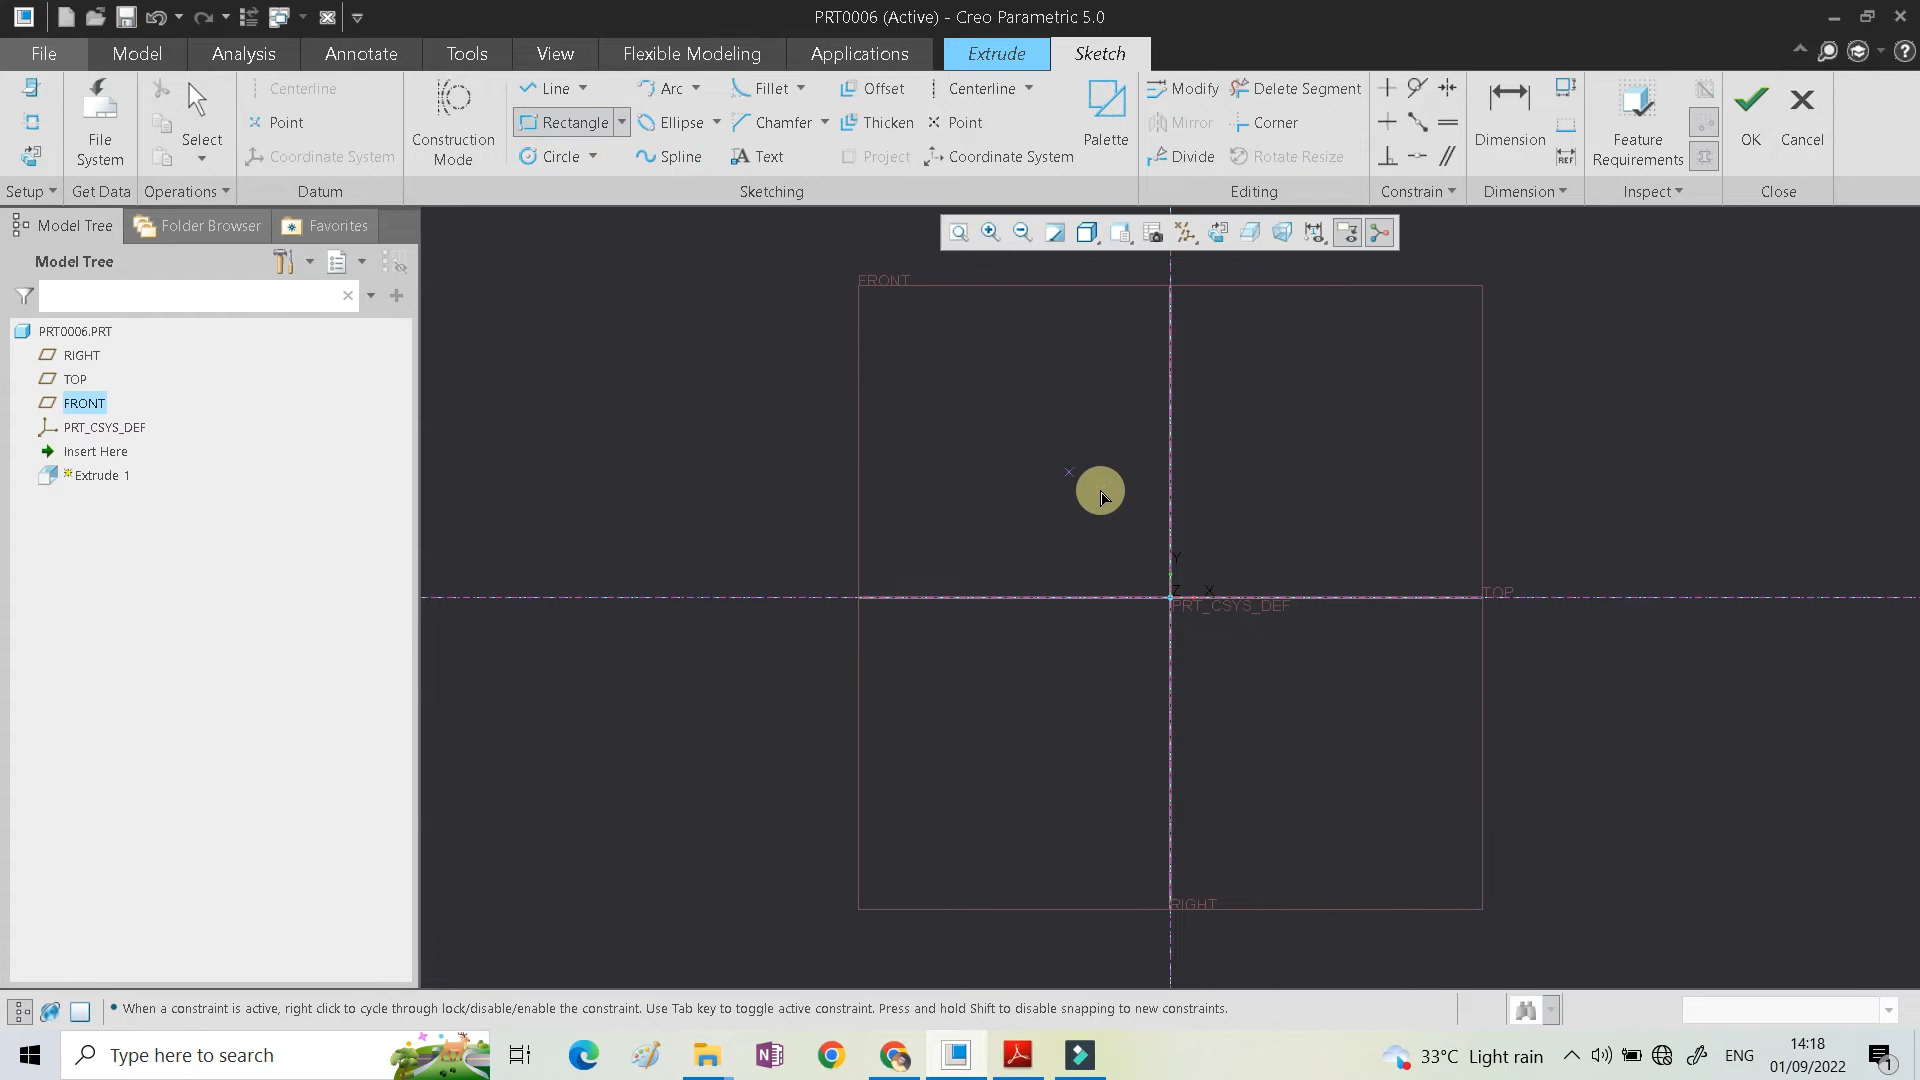 PRT0006 (Active) - Creo Parametric 5.0
File Model Analysis Annotate Tools View Flexible Modeling Applications Extrude Sketch
Centerline Line Arc Fillet Offset Centerline Modify Delete Segment
Point Rectangle Ellipse Chamfer Thicken Point Mirror Corner
Coordinate System Circle Spline Text Project Coordinate System Divide Rotate Resize
File System
Select
Construction Mode
Palette
Dimension
Feature Requirements
OK Cancel
REF
Setup Get Data Operations Datum Sketching Editing Constrain Dimension Inspect Close
Model Tree Folder Browser Favorites
Model Tree
PRT0006.PRT
RIGHT
TOP
FRONT
PRT_CSYS_DEF
Insert Here
Extrude 1
FRONT
Y
Z X
TOP
PRT_CSYS_DEF
RIGHT
• When a constraint is active, right click to cycle through lock/disable/enable the constraint. Use Tab key to toggle active constraint. Press and hold Shift to disable snapping to new constraints.
Type here to search
33°C Light rain
ENG
14:18
01/09/2022
1